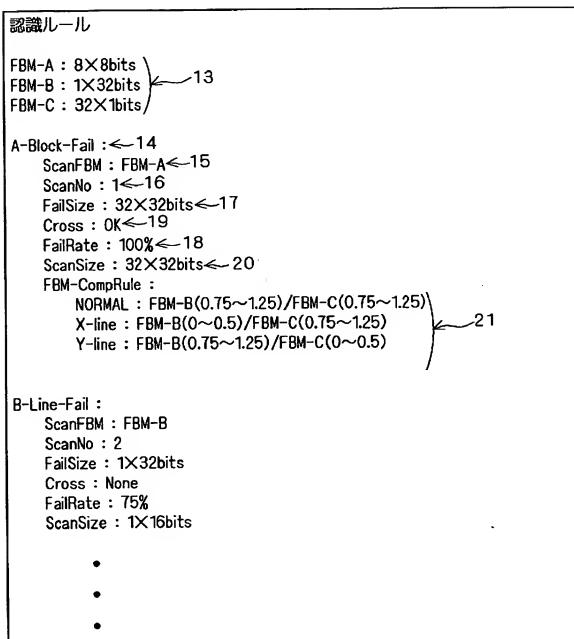 認識ルール
FBM-A : 8×8bits
FBM-B : 1×32bits
FBM-C : 32×1bits
13
A-Block-Fail : 14
ScanFBM : FBM-A 15
ScanNo : 1 16
FailSize : 32×32bits 17
Cross : OK 19
FailRate : 100% 18
ScanSize : 32×32bits 20
FBM-CompRule :
NORMAL : FBM-B(0.75~1.25)/FBM-C(0.75~1.25)
X-line : FBM-B(0~0.5)/FBM-C(0.75~1.25)
Y-line : FBM-B(0.75~1.25)/FBM-C(0~0.5)
21
B-Line-Fail :
ScanFBM : FBM-B
ScanNo : 2
FailSize : 1×32bits
Cross : None
FailRate : 75%
ScanSize : 1×16bits